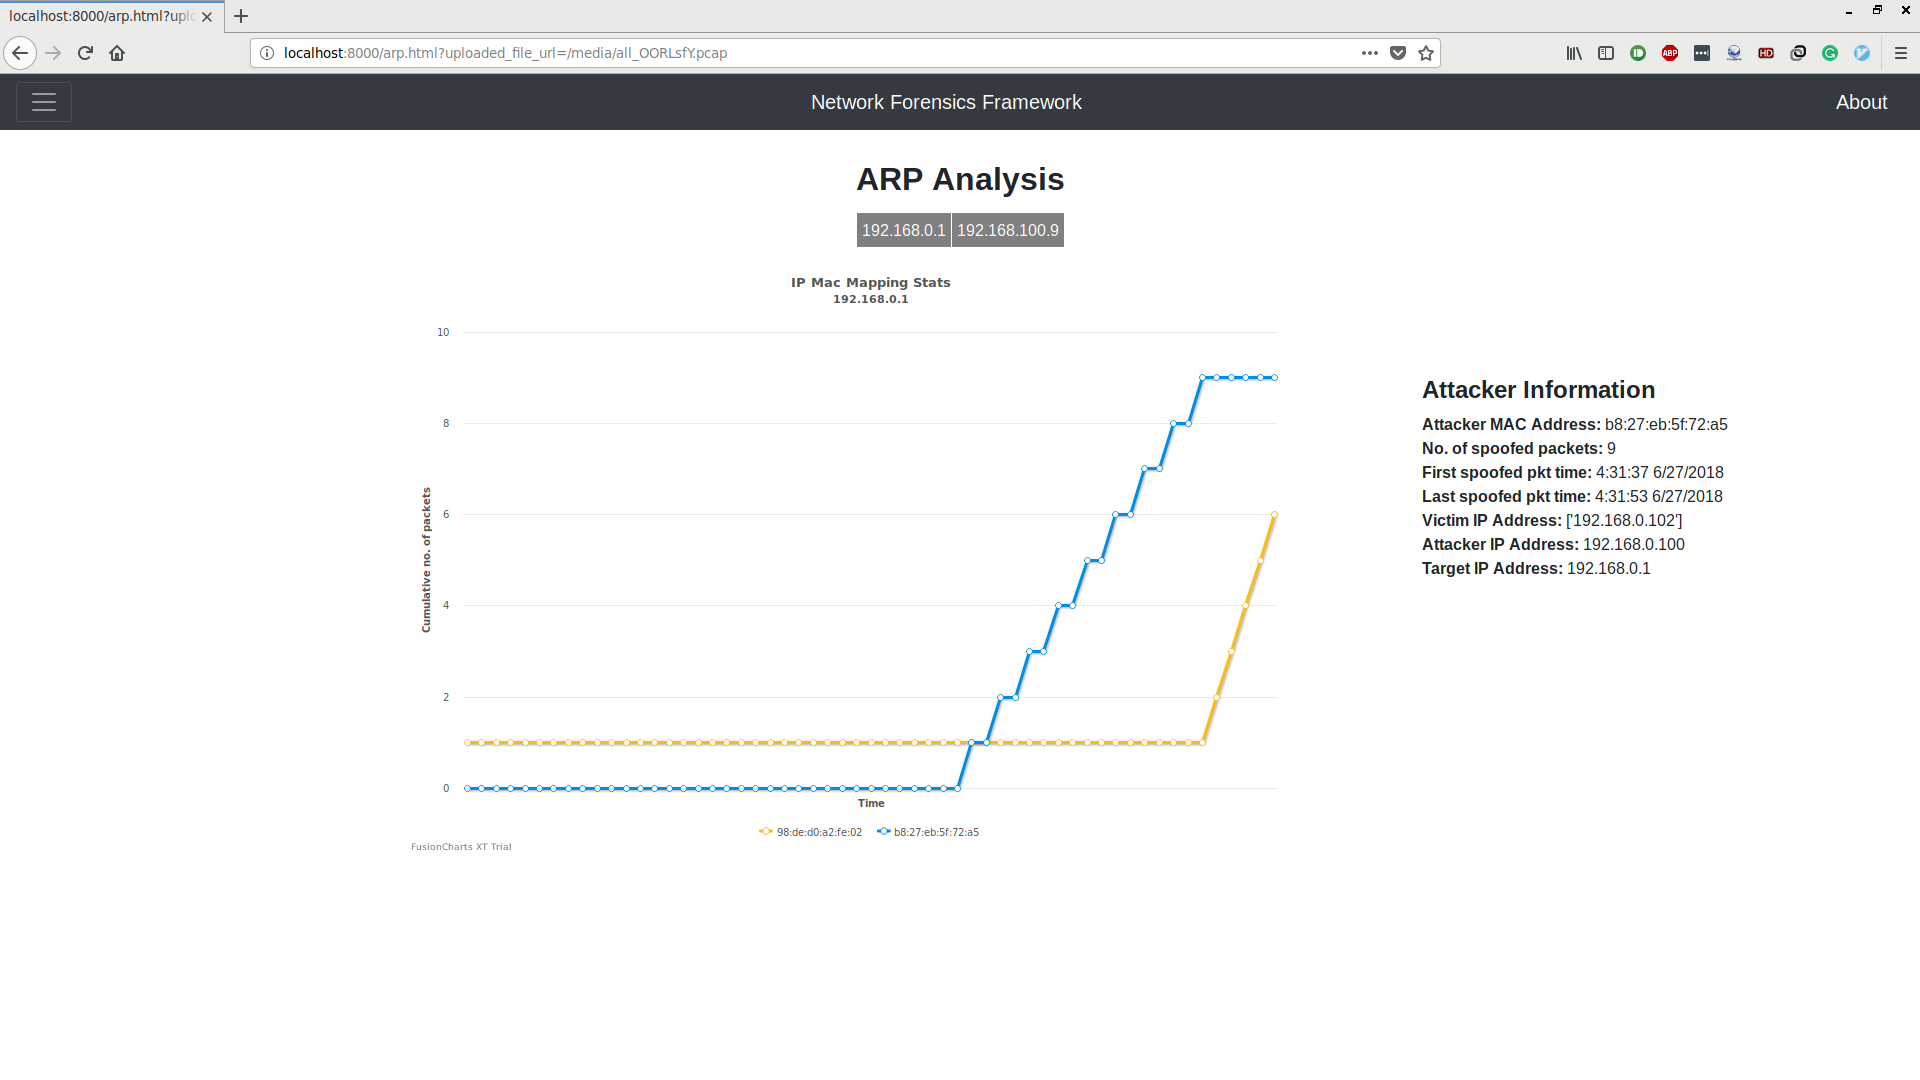 localhost:8000/arp.html?uplo
localhost:8000/arp.html?uploaded_file_url=/media/all_OORLsfY.pcap
ABP
HD
Network Forensics Framework
About
ARP Analysis
192.168.0.1 192.168.100.9
IP Mac Mapping Stats
192.168.0.1
10
8
6
4
2
0
Cumulative no. of packets
Time
98:de:d0:a2:fe:02 b8:27:eb:5f:72:a5
FusionCharts XT Trial
Attacker Information
Attacker MAC Address: b8:27:eb:5f:72:a5
No. of spoofed packets: 9
First spoofed pkt time: 4:31:37 6/27/2018
Last spoofed pkt time: 4:31:53 6/27/2018
Victim IP Address: ['192.168.0.102']
Attacker IP Address: 192.168.0.100
Target IP Address: 192.168.0.1